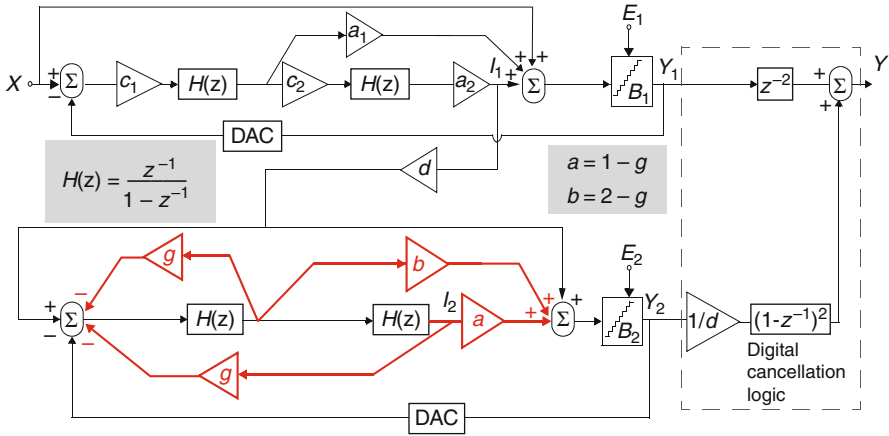 E₁
a₁
X
+
−
Σ
c₁
H(z)
c₂
H(z)
a₂
I₁
+
+
+
Σ
B₁
Y₁
z⁻²
+
Σ
+
Y
DAC
H(z) = z⁻¹ / (1 − z⁻¹)
d
a = 1 − g
b = 2 − g
g
b
E₂
−
+
−
−
Σ
H(z)
H(z)
I₂
a
+
+
+
Σ
B₂
Y₂
1/d
(1-z⁻¹)²
g
Digital
cancellation
logic
DAC